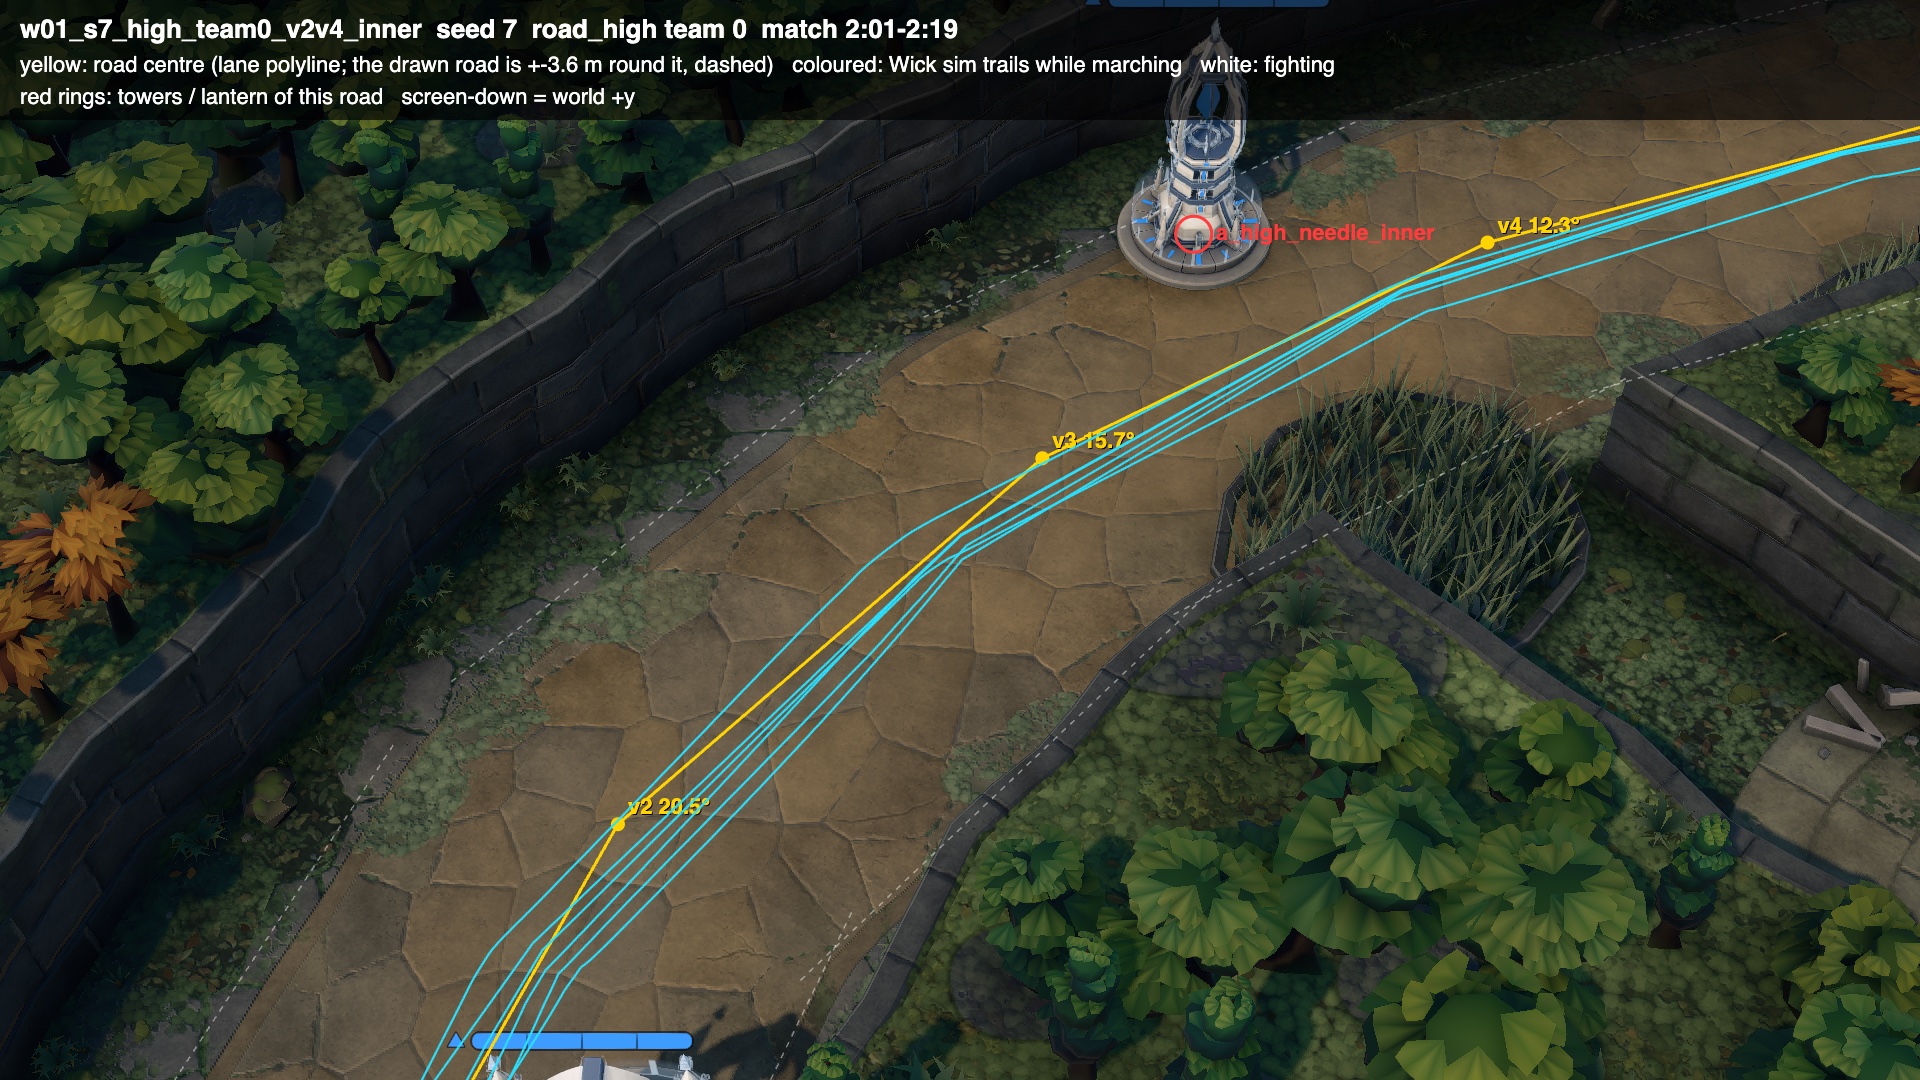 w01_s7_high_team0_v2v4_inner  seed 7  road_high team 0  match 2:01-2:19
yellow: road centre (lane polyline; the drawn road is +-3.6 m round it, dashed)   coloured: Wick sim trails while marching   white: fighting
red rings: towers / lantern of this road   screen-down = world +y
v4 12.3°
a_high_needle_inner
v3 15.7°
v2 20.5°